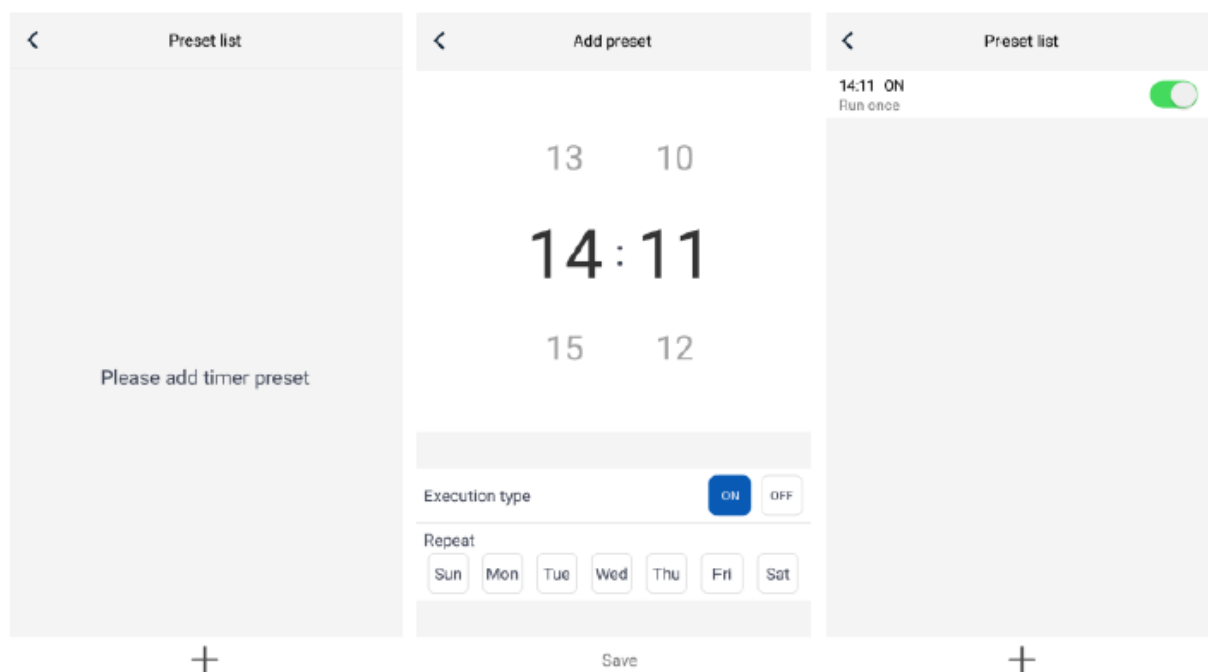 Preset list
Please add timer preset
+
Add preset
13 10
14 : 11
15 12
Execution type ON OFF
Repeat
Sun Mon Tue Wed Thu Fri Sat
Save
Preset list
14:11 ON
Run once
+